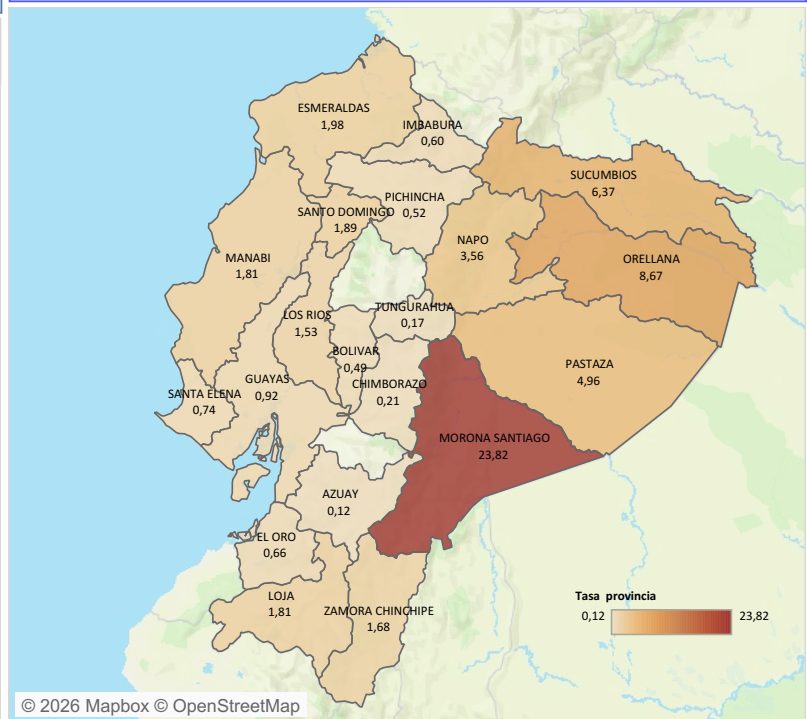 ESMERALDAS
1,98
IMBABURA
0,60
SUCUMBIOS
6,37
PICHINCHA
0,52
SANTO DOMINGO
1,89
NAPO
3,56
MANABI
1,81
ORELLANA
8,67
TUNGURAHUA
0,17
LOS RIOS
1,53
BOLIVAR
0,49
PASTAZA
4,96
GUAYAS
0,92
CHIMBORAZO
0,21
SANTA ELENA
0,74
MORONA SANTIAGO
23,82
AZUAY
0,12
EL ORO
0,66
LOJA
1,81
ZAMORA CHINCHIPE
1,68
Tasa provincia
0,12 23,82
© 2026 Mapbox © OpenStreetMap